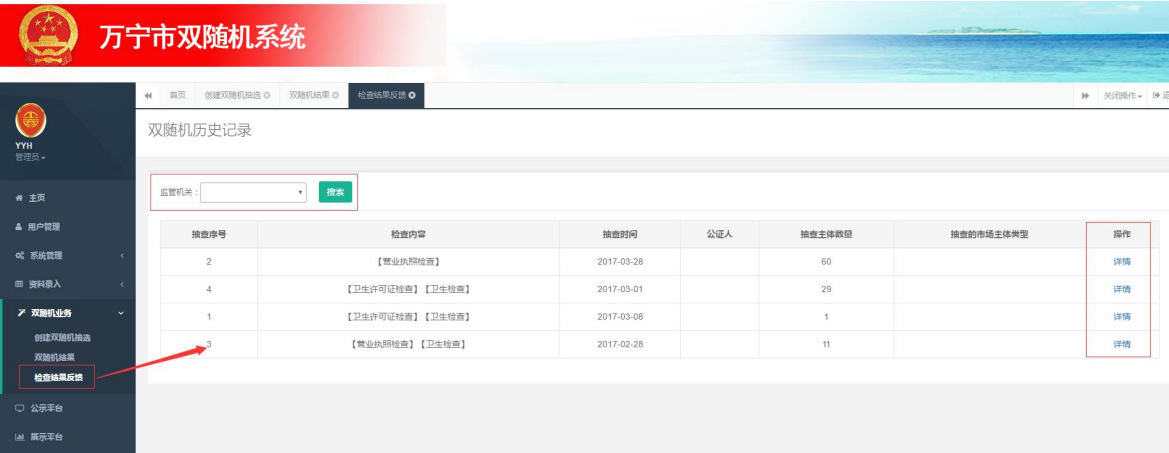 万宁市双随机系统
首页 创建双随机抽选 双随机结果 检查结果反馈 关闭操作
YYH
管理员
双随机历史记录
主页
用户管理
系统管理
资料录入
双随机业务
创建双随机抽选
双随机结果
检查结果反馈
公示平台
展示平台
监管机关： 搜索
抽查序号 检查内容 抽查时间 公证人 抽查主体数量 抽查的市场主体类型 操作
2 【营业执照检查】 2017-03-28 60 详情
4 【卫生许可证检查】【卫生检查】 2017-03-01 29 详情
1 【卫生许可证检查】【卫生检查】 2017-03-08 1 详情
3 【营业执照检查】【卫生检查】 2017-02-28 11 详情